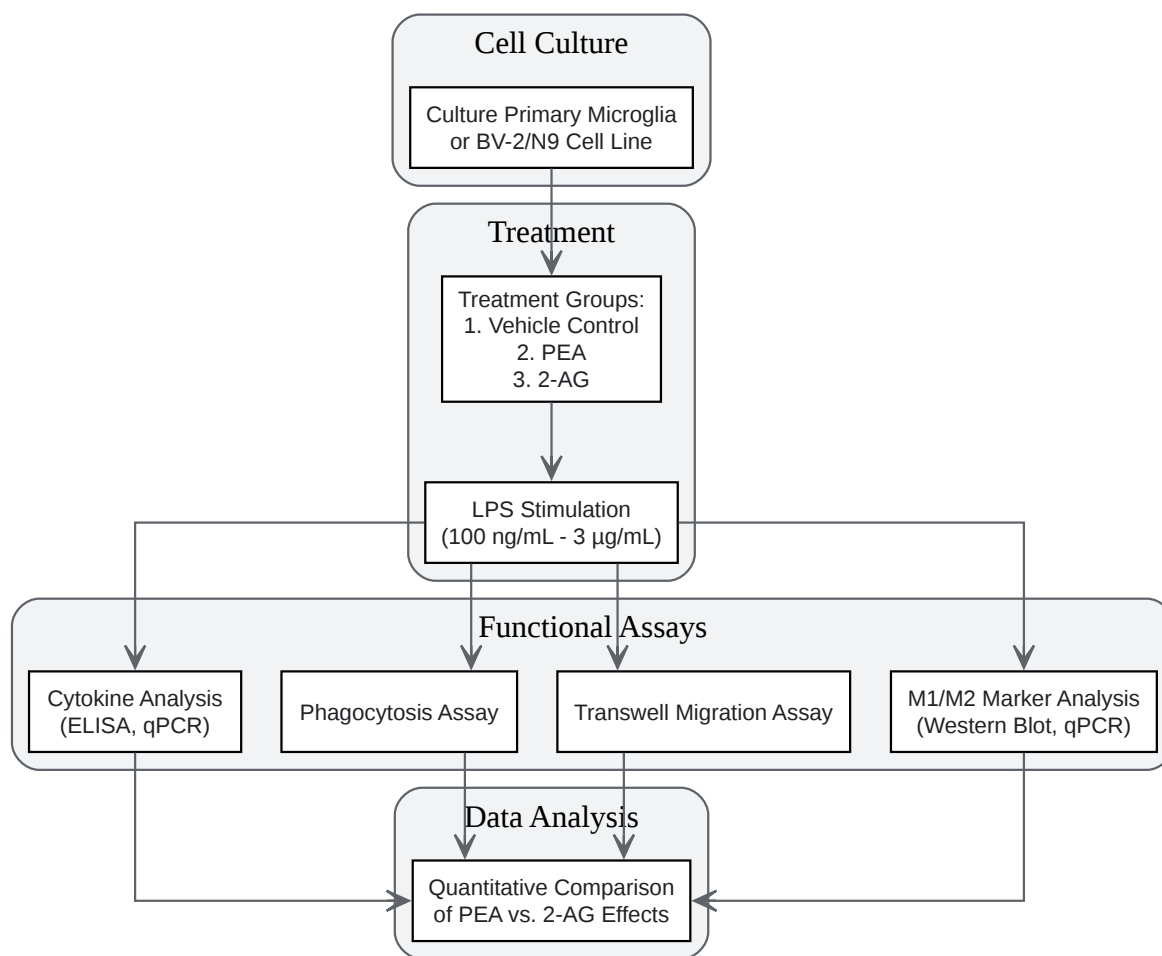 Cell Culture
Culture Primary Microglia
or BV-2/N9 Cell Line
Treatment
Treatment Groups:
1. Vehicle Control
2. PEA
3. 2-AG
LPS Stimulation
(100 ng/mL - 3 µg/mL)
Functional Assays
Cytokine Analysis
(ELISA, qPCR)
Phagocytosis Assay
Transwell Migration Assay
M1/M2 Marker Analysis
(Western Blot, qPCR)
Data Analysis
Quantitative Comparison
of PEA vs. 2-AG Effects